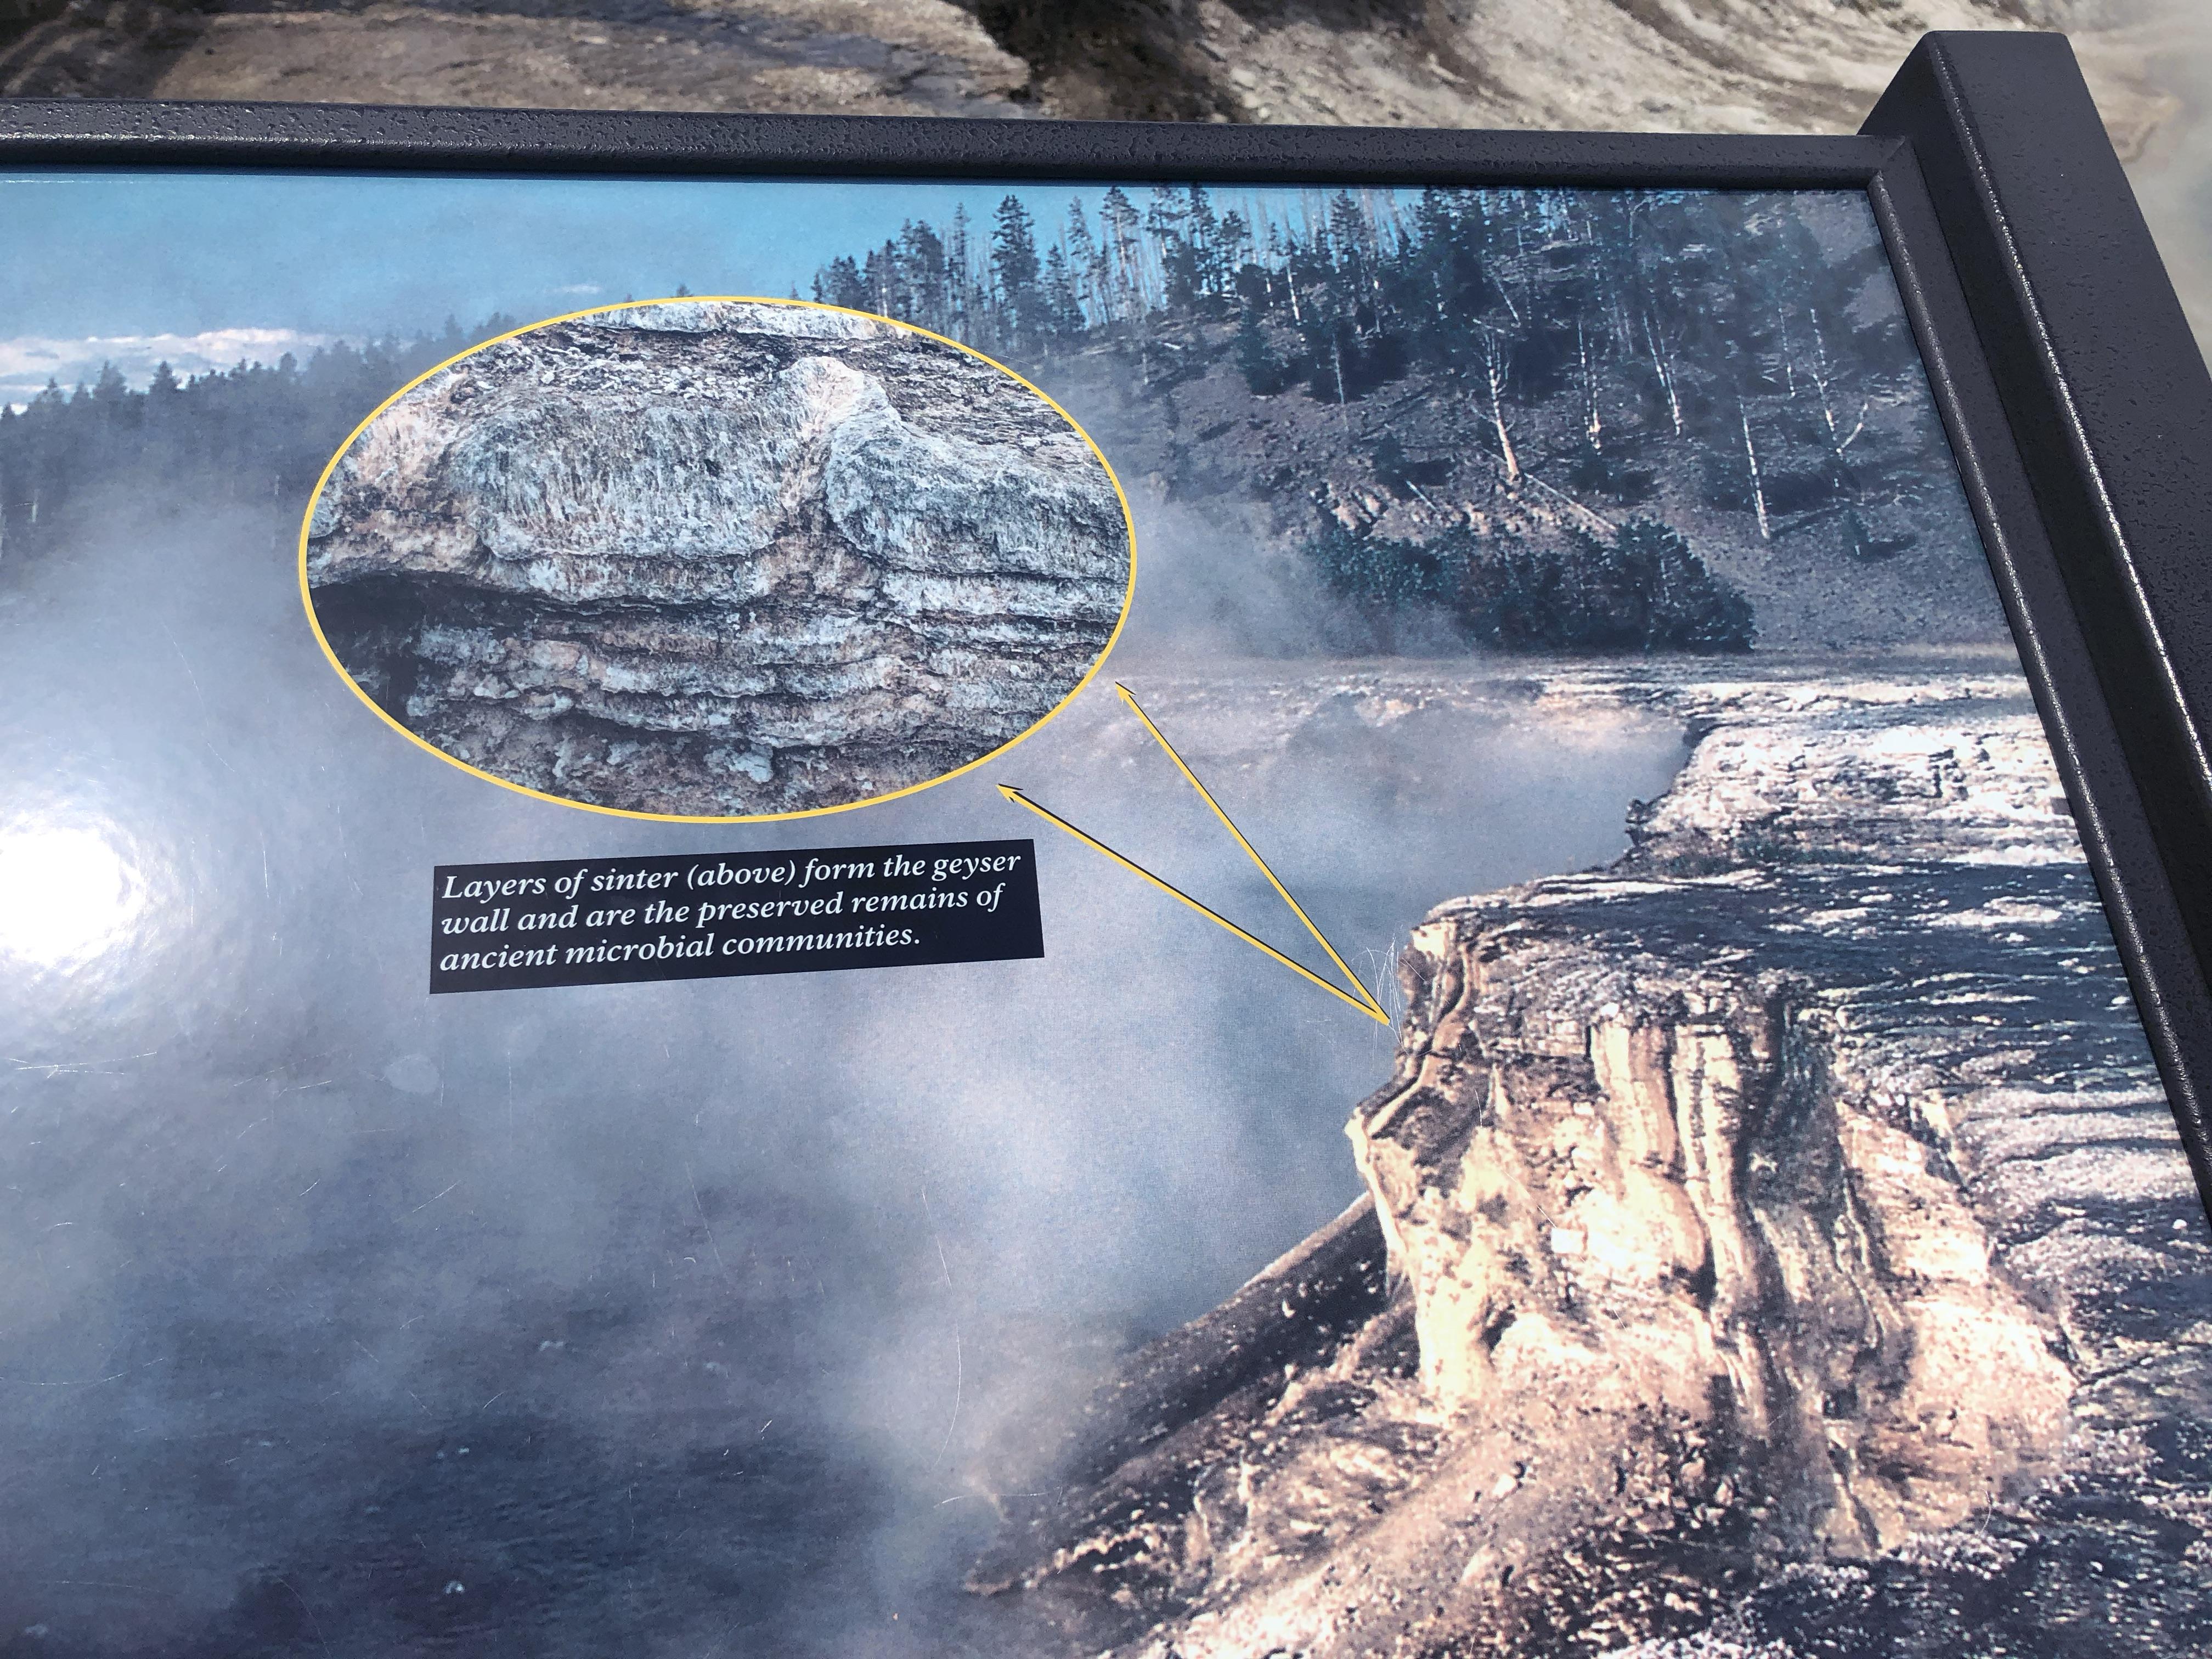 Layers of sinter (above) form the geyser
wall and are the preserved remains of
ancient microbial communities.